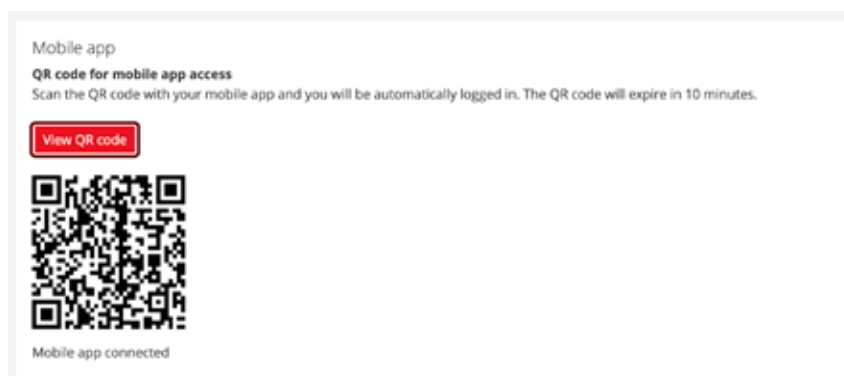 Mobile app
QR code for mobile app access
Scan the QR code with your mobile app and you will be automatically logged in. The QR code will expire in 10 minutes.
View QR code
Mobile app connected